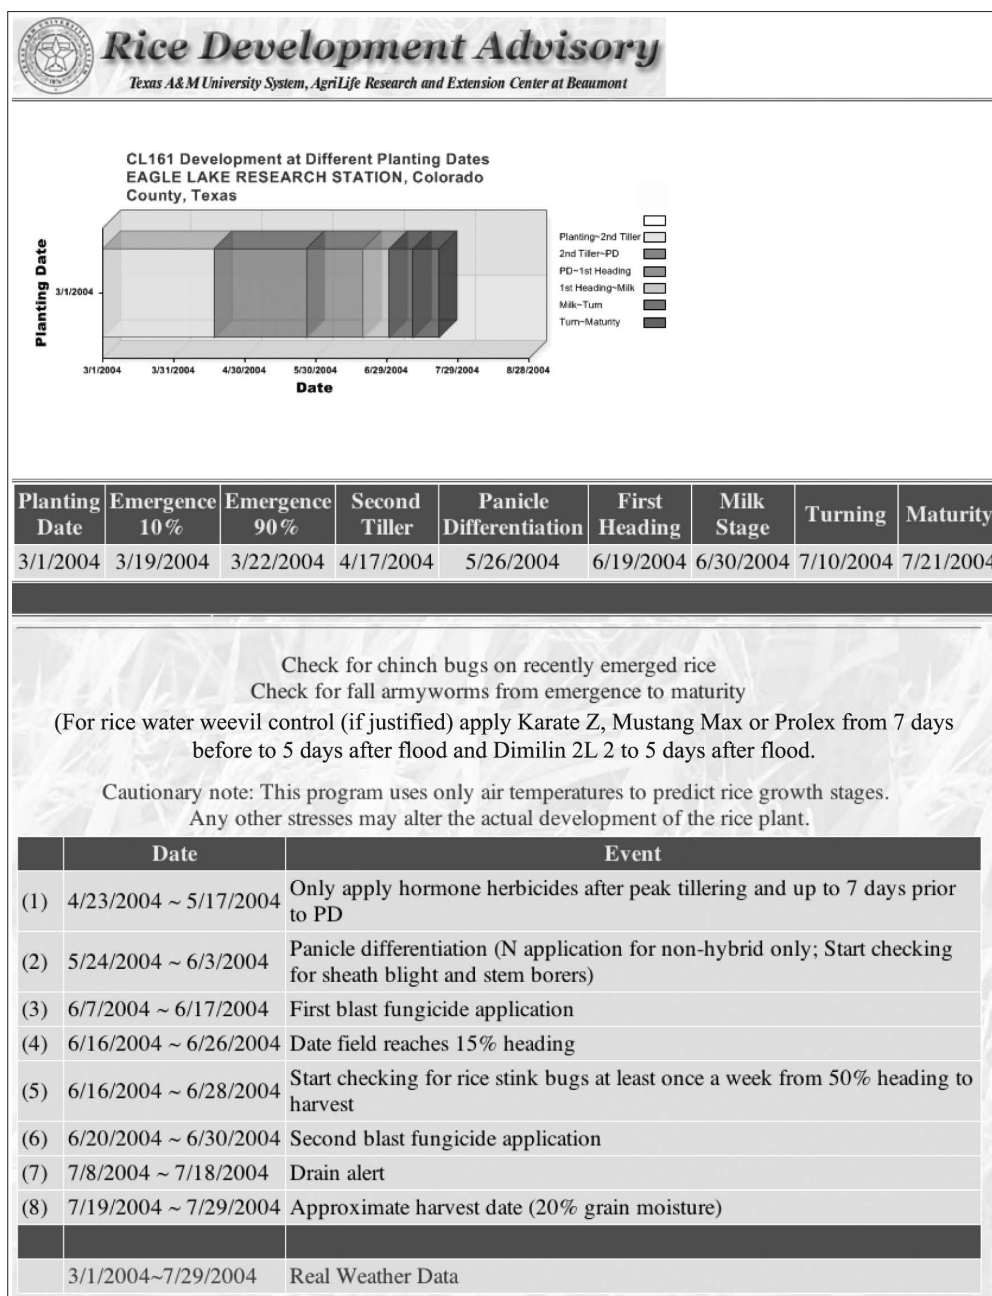 Rice Development Advisory
Texas A&M University System, AgriLife Research and Extension Center at Beaumont
CL161 Development at Different Planting Dates
EAGLE LAKE RESEARCH STATION, Colorado
County, Texas
Planting Date
3/1/2004
Planting~2nd Tiller
2nd Tiller~PD
PD~1st Heading
1st Heading~Milk
Milk~Turn
Turn~Maturity
3/1/2004 3/31/2004 4/30/2004 5/30/2004 6/29/2004 7/29/2004 8/28/2004
Date
Planting Date Emergence 10% Emergence 90% Second Tiller Panicle Differentiation First Heading Milk Stage Turning Maturity
3/1/2004 3/19/2004 3/22/2004 4/17/2004 5/26/2004 6/19/2004 6/30/2004 7/10/2004 7/21/2004
Check for chinch bugs on recently emerged rice
Check for fall armyworms from emergence to maturity
(For rice water weevil control (if justified) apply Karate Z, Mustang Max or Prolex from 7 days
before to 5 days after flood and Dimilin 2L 2 to 5 days after flood.
Cautionary note: This program uses only air temperatures to predict rice growth stages.
Any other stresses may alter the actual development of the rice plant.
Date Event
(1) 4/23/2004 ~ 5/17/2004 Only apply hormone herbicides after peak tillering and up to 7 days prior
to PD
(2) 5/24/2004 ~ 6/3/2004 Panicle differentiation (N application for non-hybrid only; Start checking
for sheath blight and stem borers)
(3) 6/7/2004 ~ 6/17/2004 First blast fungicide application
(4) 6/16/2004 ~ 6/26/2004 Date field reaches 15% heading
(5) 6/16/2004 ~ 6/28/2004 Start checking for rice stink bugs at least once a week from 50% heading to
harvest
(6) 6/20/2004 ~ 6/30/2004 Second blast fungicide application
(7) 7/8/2004 ~ 7/18/2004 Drain alert
(8) 7/19/2004 ~ 7/29/2004 Approximate harvest date (20% grain moisture)
3/1/2004~7/29/2004 Real Weather Data